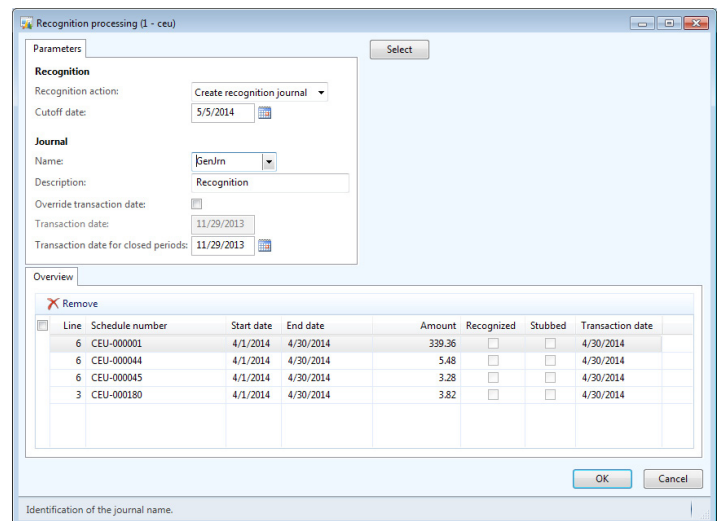 Recognition processing (1 - ceu)
Parameters
Select
Recognition
Recognition action: Create recognition journal
Cutoff date: 5/5/2014
Journal
Name: GenJrn
Description: Recognition
Override transaction date:
Transaction date: 11/29/2013
Transaction date for closed periods: 11/29/2013
Overview
Remove
Line Schedule number Start date End date Amount Recognized Stubbed Transaction date
6 CEU-000001 4/1/2014 4/30/2014 339.36 4/30/2014
6 CEU-000044 4/1/2014 4/30/2014 5.48 4/30/2014
6 CEU-000045 4/1/2014 4/30/2014 3.28 4/30/2014
3 CEU-000180 4/1/2014 4/30/2014 3.82 4/30/2014
OK Cancel
Identification of the journal name.